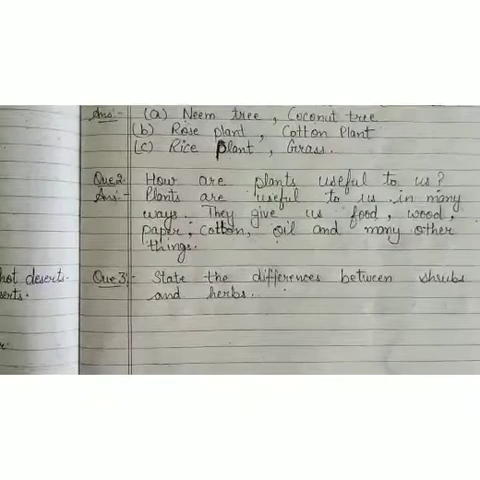 Ans:- (a) Neem tree, Coconut tree
(b) Rose plant, Cotton Plant
(c) Rice Plant, Grass.
Que2. How are plants useful to us?
Ans:- Plants are useful to us in many
ways. They give us food, wood,
paper, cotton, oil and many other
things.
hot deserts.
Que3:- State the differences between shrubs
and herbs.